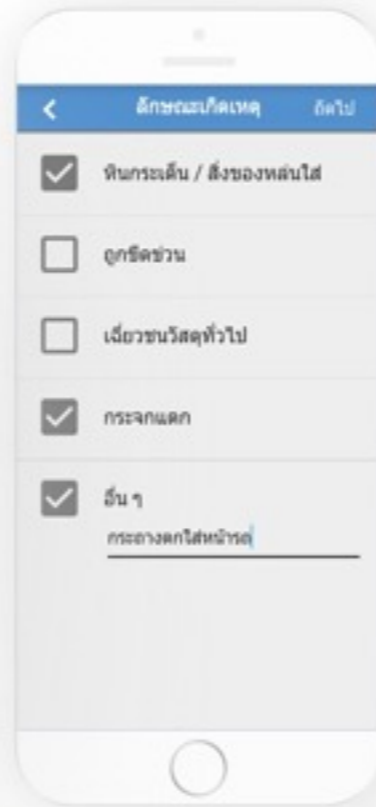 ลักษณะเกิดเหตุ ถัดไป
หินกระเด็น / สิ่งของหล่นใส่
ถูกขีดข่วน
เฉี่ยวชนวัสดุทั่วไป
กระจกแตก
อื่น ๆ
กระถางตกใส่หน้ารถ